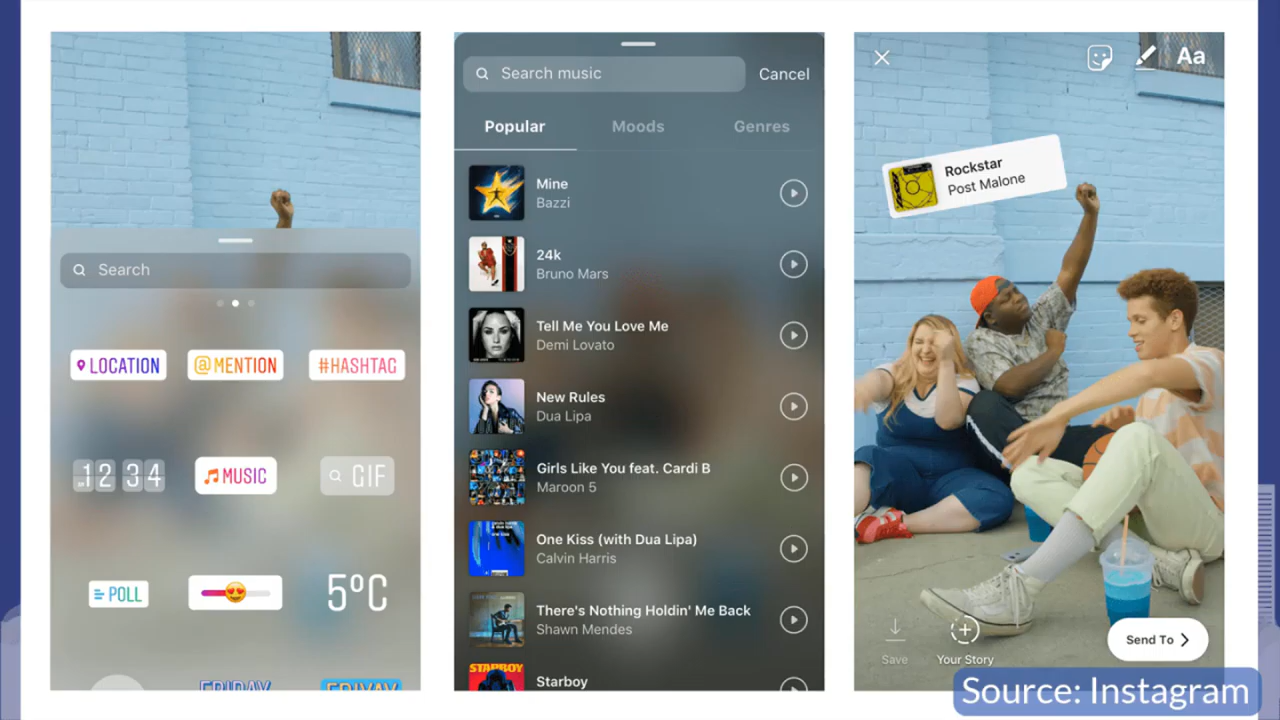 Search
LOCATION
@MENTION
#HASHTAG
12 34
MUSIC
GIF
POLL
5°C
FRIDAY
Search music
Cancel
Popular
Moods
Genres
Mine
Bazzi
24k
Bruno Mars
Tell Me You Love Me
Demi Lovato
New Rules
Dua Lipa
Girls Like You feat. Cardi B
Maroon 5
One Kiss (with Dua Lipa)
Calvin Harris
There's Nothing Holdin' Me Back
Shawn Mendes
STARBOY
Starboy
Aa
Rockstar
Post Malone
Save
Your Story
Send To
Source: Instagram